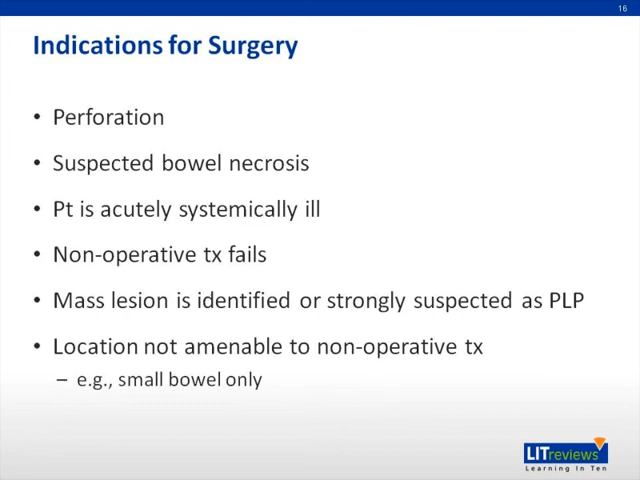 16
Indications for Surgery
• Perforation
• Suspected bowel necrosis
• Pt is acutely systemically ill
• Non-operative tx fails
• Mass lesion is identified or strongly suspected as PLP
• Location not amenable to non-operative tx
– e.g., small bowel only
LITreviews
Learning In Ten